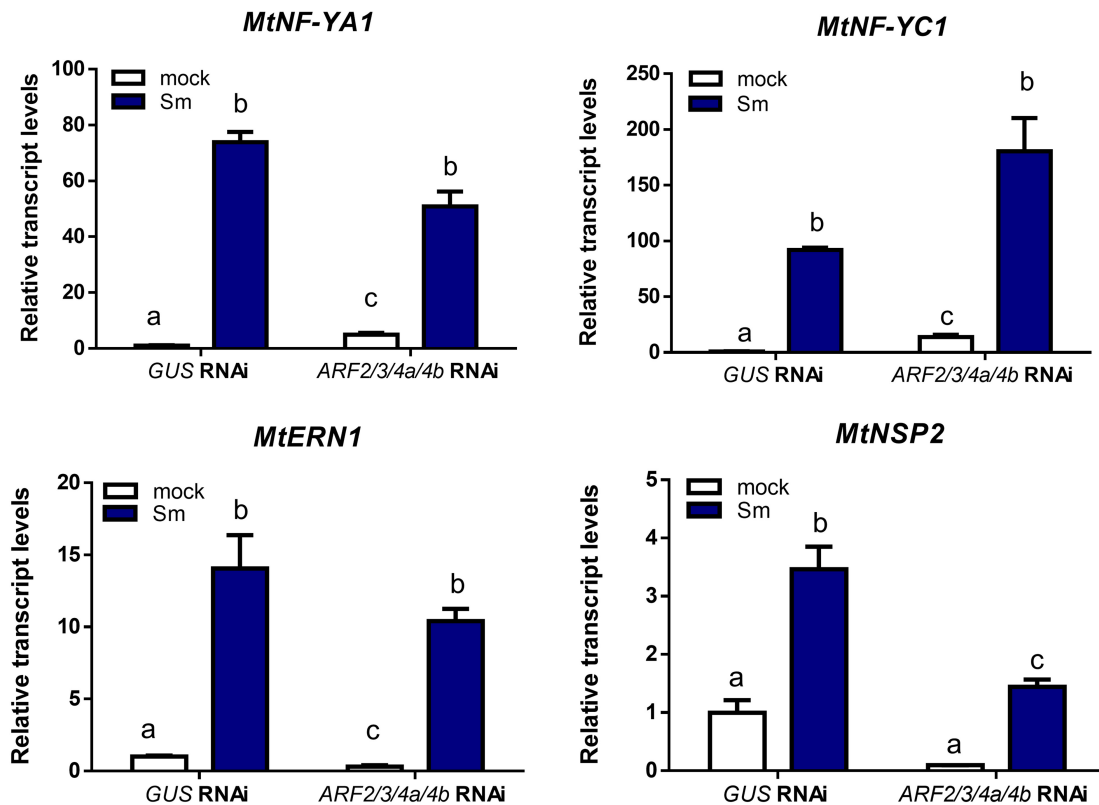 MtNF-YA1
Relative transcript levels
100
80
60
40
20
0
mock
Sm
a
b
c
b
GUS RNAi
ARF2/3/4a/4b RNAi
MtNF-YC1
Relative transcript levels
250
200
150
100
50
0
mock
Sm
a
b
c
b
GUS RNAi
ARF2/3/4a/4b RNAi
MtERN1
Relative transcript levels
20
15
10
5
0
mock
Sm
a
b
c
b
GUS RNAi
ARF2/3/4a/4b RNAi
MtNSP2
Relative transcript levels
5
4
3
2
1
0
mock
Sm
a
b
a
c
GUS RNAi
ARF2/3/4a/4b RNAi